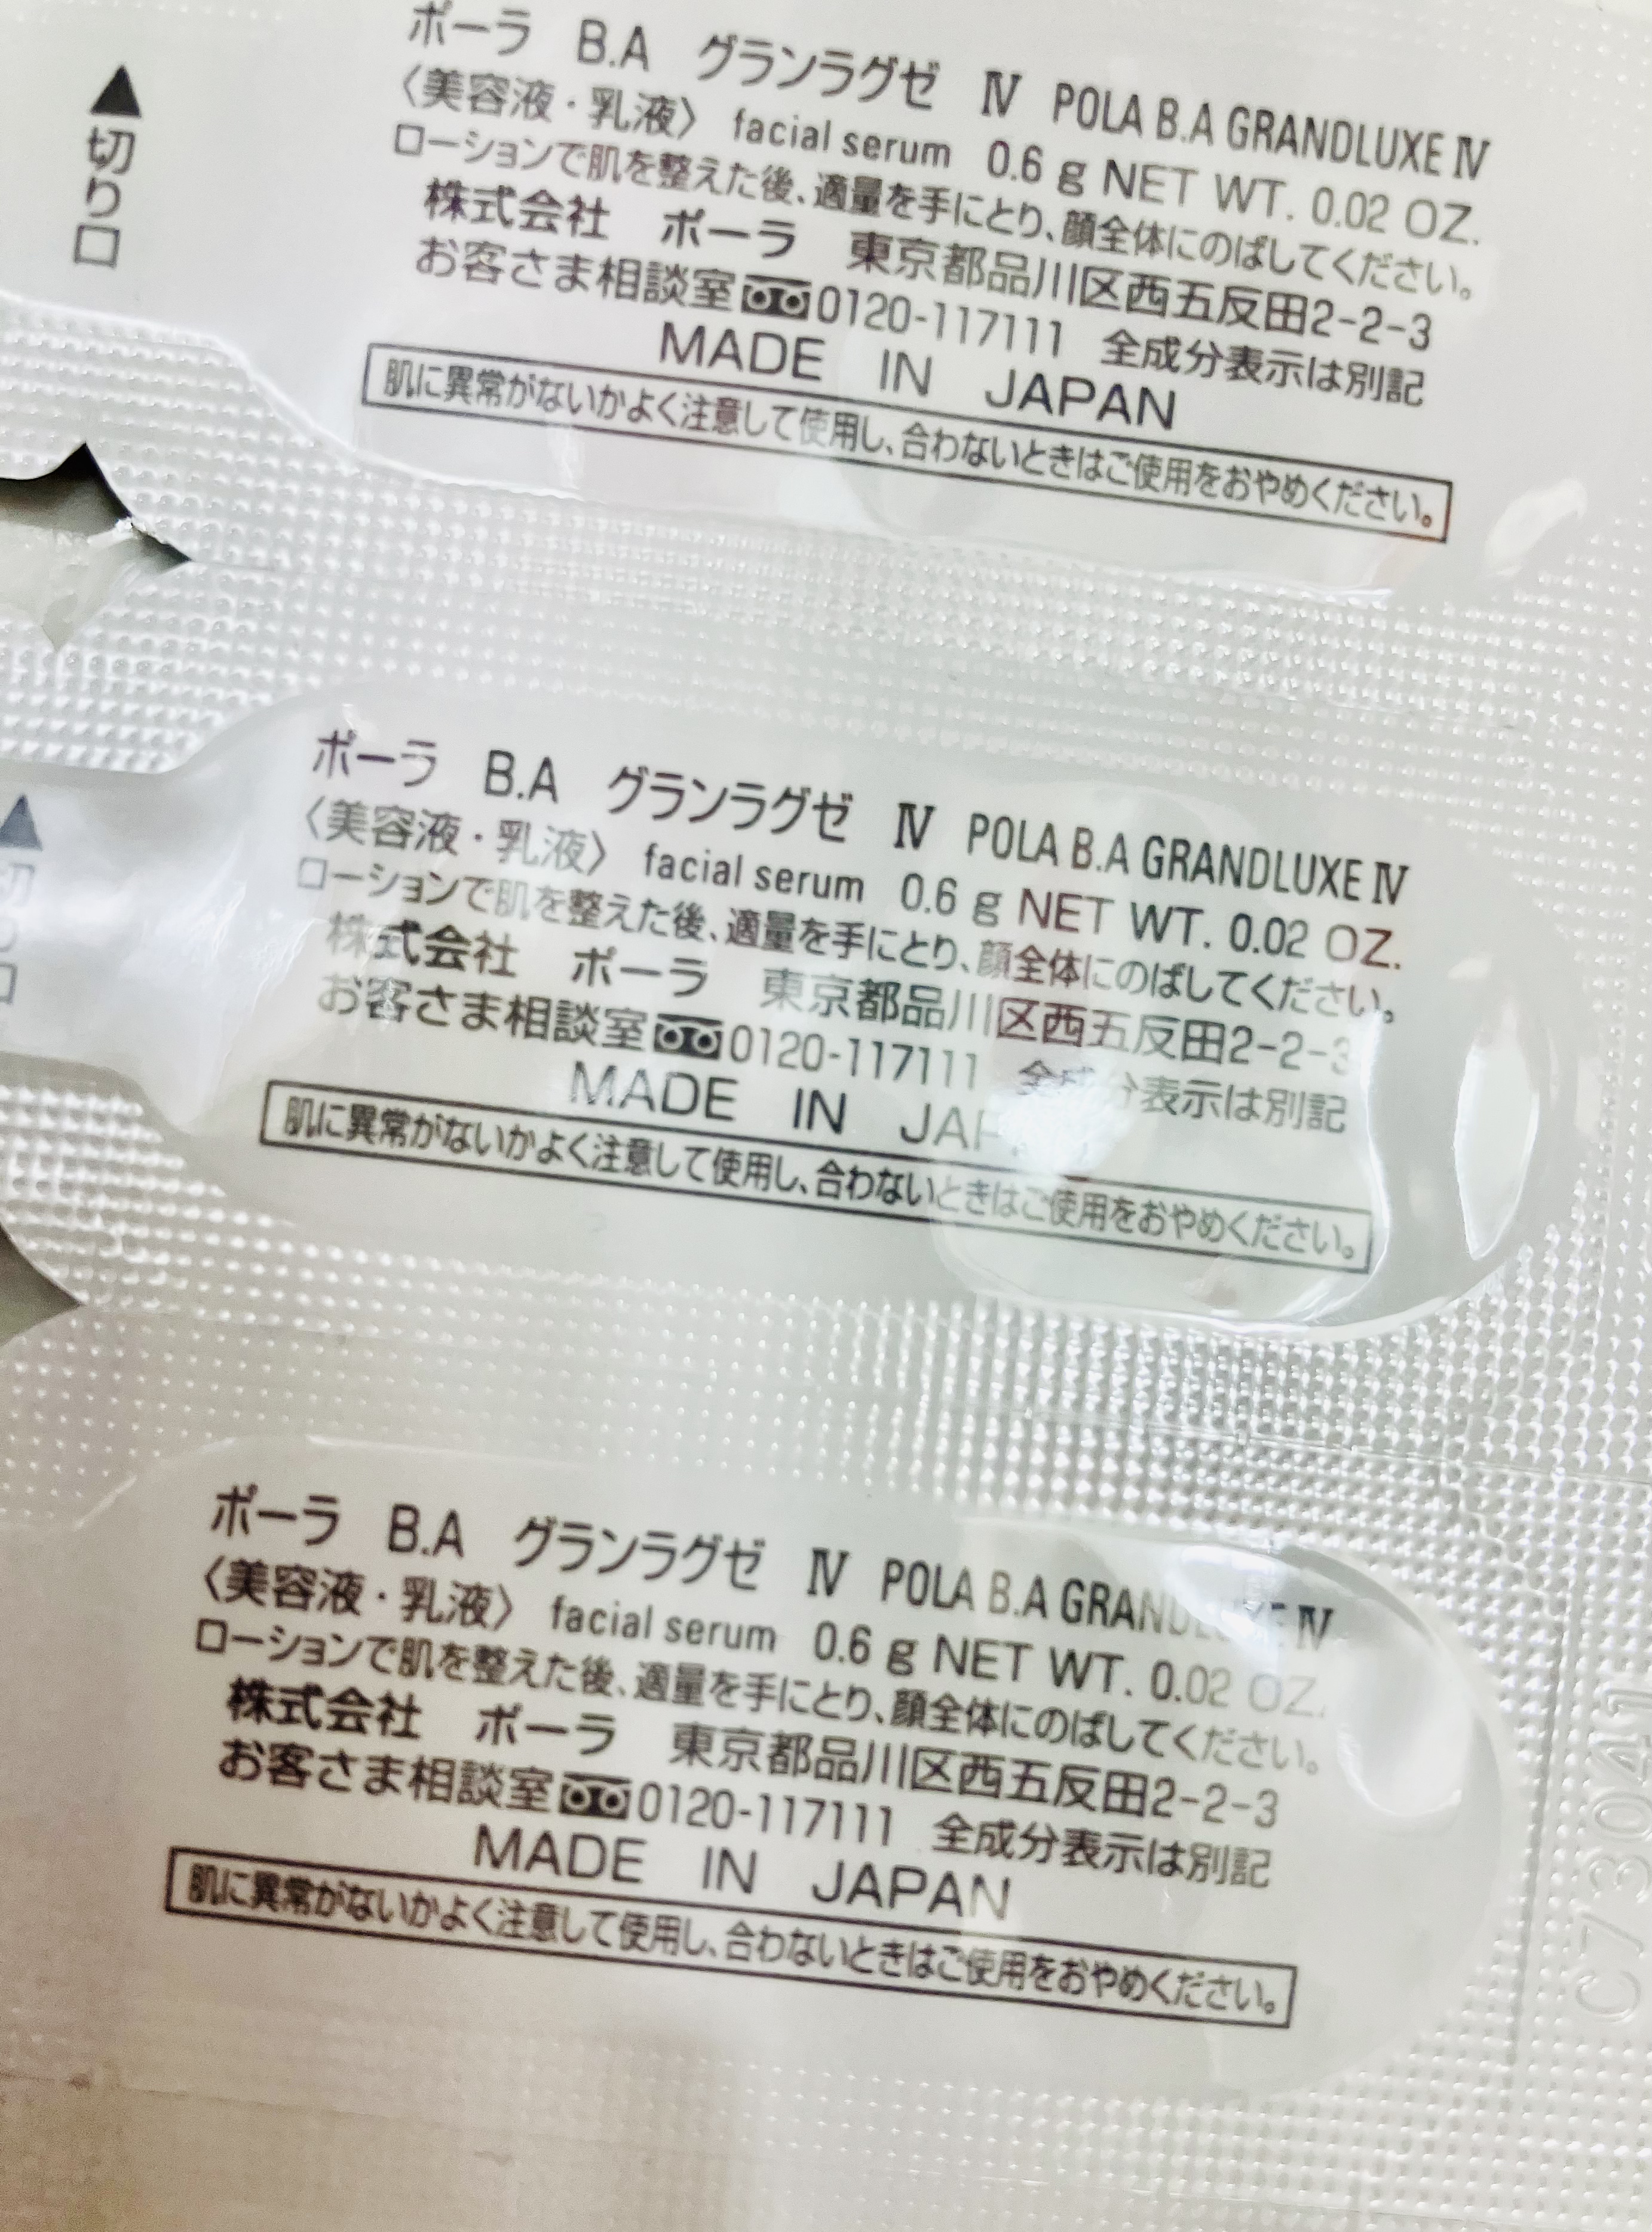 ▲切り口
ポーラ B.A グランラグゼ Ⅳ POLA B.A GRANDLUXE Ⅳ
〈美容液・乳液〉 facial serum 0.6 g NET WT. 0.02 OZ.
ローションで肌を整えた後、適量を手にとり、顔全体にのばしてください。
株式会社 ポーラ 東京都品川区西五反田2-2-3
お客さま相談室 0120-117111 全成分表示は別記
MADE IN JAPAN
肌に異常がないかよく注意して使用し、合わないときはご使用をおやめください。
▲切り口
ポーラ B.A グランラグゼ Ⅳ POLA B.A GRANDLUXE Ⅳ
〈美容液・乳液〉 facial serum 0.6 g NET WT. 0.02 OZ.
ローションで肌を整えた後、適量を手にとり、顔全体にのばしてください。
株式会社 ポーラ 東京都品川区西五反田2-2-3
お客さま相談室 0120-117111 全成分表示は別記
MADE IN
肌に異常がないかよく注意して使用し、合わないときはご使用をおやめください。
ポーラ B.A グランラグゼ Ⅳ POLA B.A GRANDLUXE Ⅳ
〈美容液・乳液〉 facial serum 0.6 g NET WT. 0.02 OZ.
ローションで肌を整えた後、適量を手にとり、顔全体にのばしてください。
株式会社 ポーラ 東京都品川区西五反田2-2-3
お客さま相談室 0120-117111 全成分表示は別記
MADE IN JAPAN
肌に異常がないかよく注意して使用し、合わないときはご使用をおやめください。
C73041